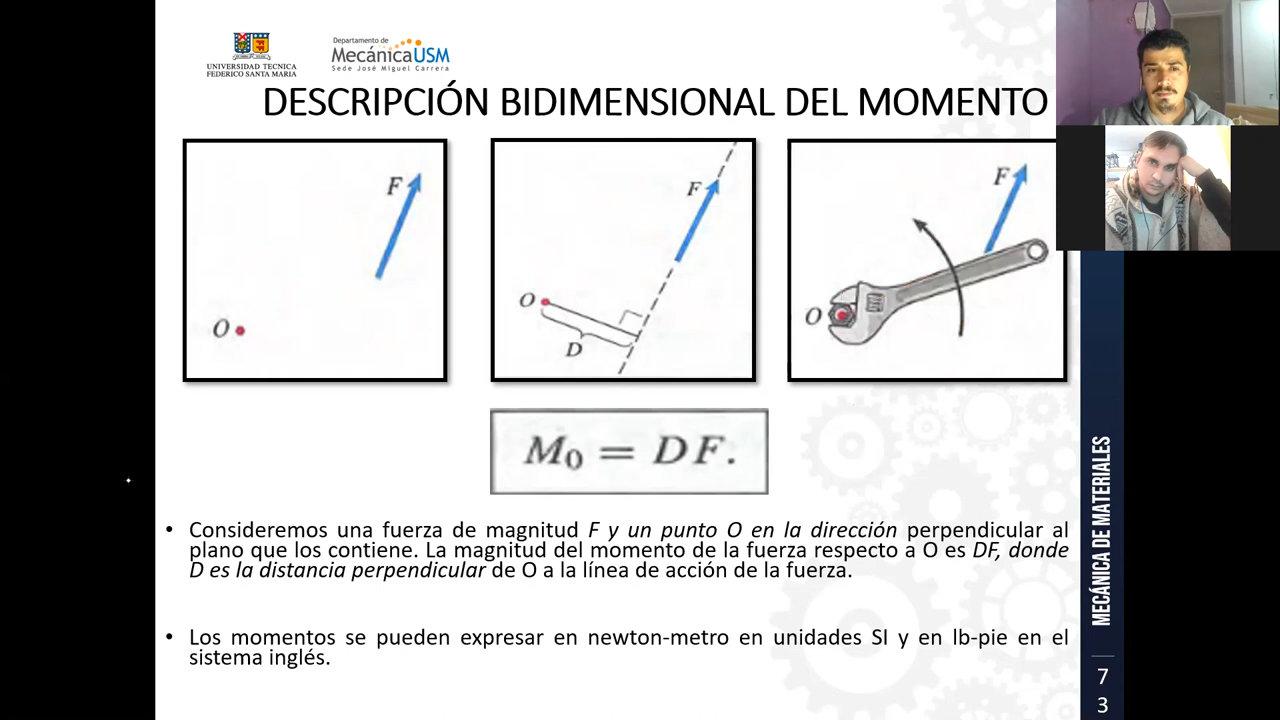 UNIVERSIDAD TECNICA
FEDERICO SANTA MARIA
Departamento de
MecánicaUSM
Sede José Miguel Carrera
DESCRIPCIÓN BIDIMENSIONAL DEL MOMENTO
F
O
F
O
D
F
O
M₀ = DF.
• Consideremos una fuerza de magnitud F y un punto O en la dirección perpendicular al
plano que los contiene. La magnitud del momento de la fuerza respecto a O es DF, donde
D es la distancia perpendicular de O a la línea de acción de la fuerza.
• Los momentos se pueden expresar en newton-metro en unidades SI y en lb-pie en el
sistema inglés.
MECÁNICA DE MATERIALES
7
3